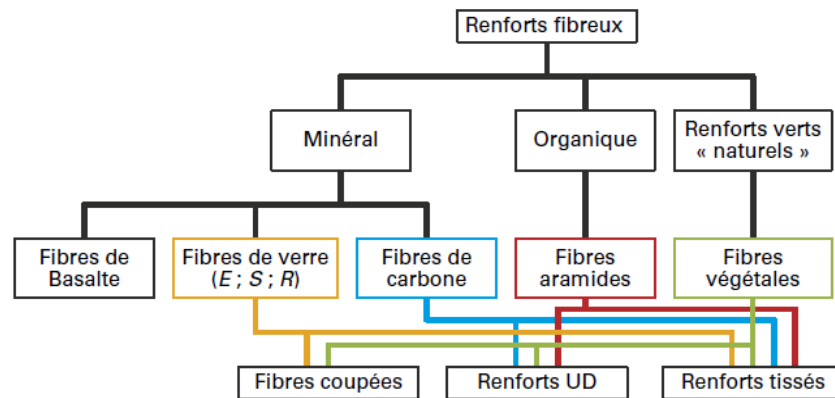 Renforts fibreux
Minéral
Organique
Renforts verts
« naturels »
Fibres de
Basalte
Fibres de verre
(E ; S ; R)
Fibres de
carbone
Fibres
aramides
Fibres
végétales
Fibres coupées
Renforts UD
Renforts tissés